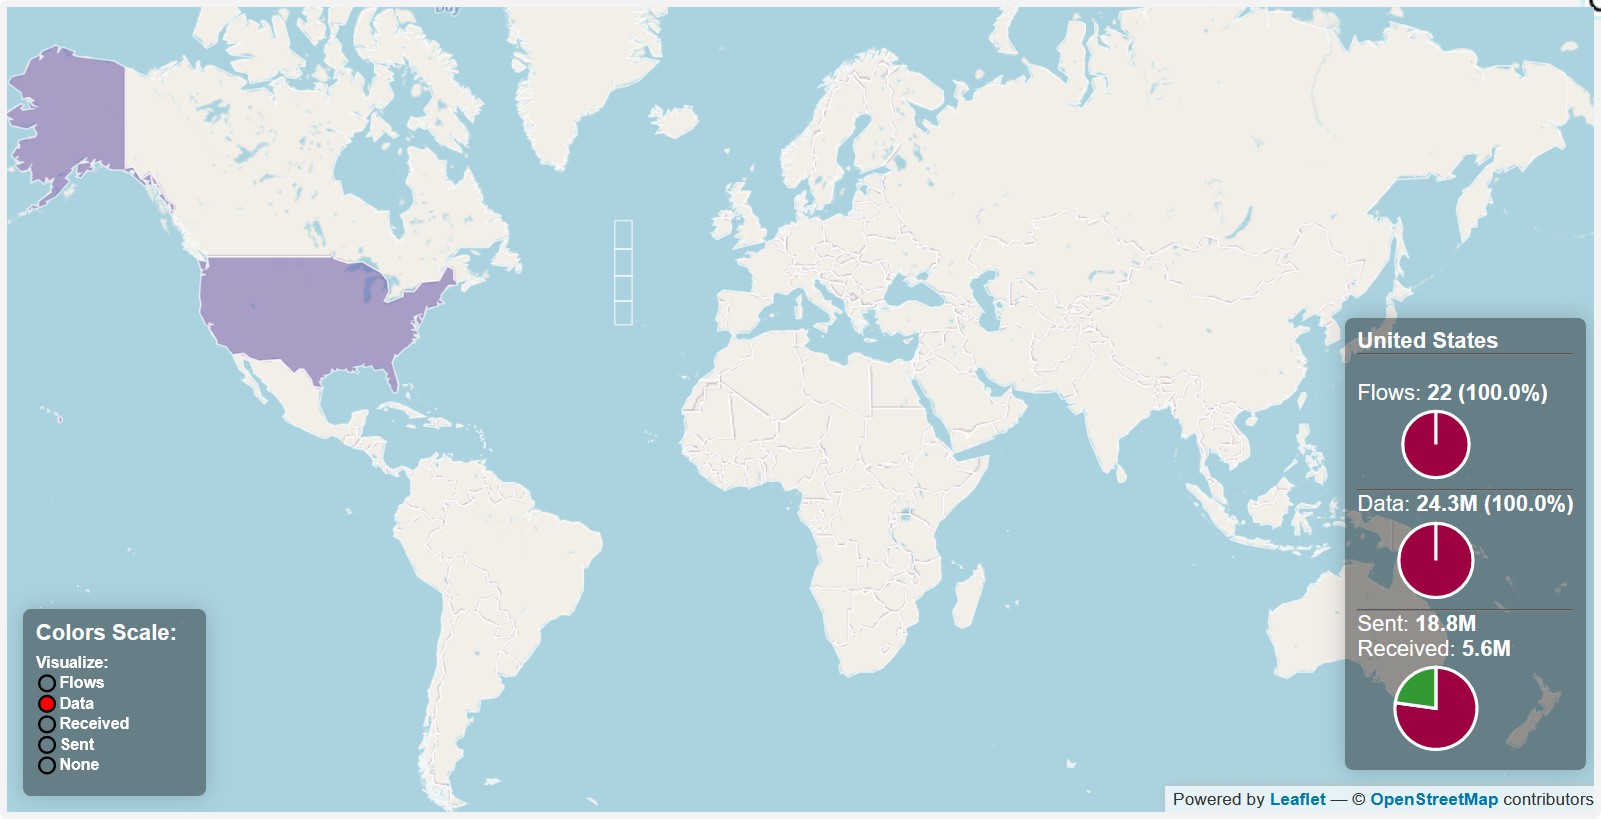 Bay
United States
Flows: 22 (100.0%)
Data: 24.3M (100.0%)
Sent: 18.8M
Received: 5.6M
Colors Scale:
Visualize:
Flows
Data
Received
Sent
None
Powered by Leaflet — © OpenStreetMap contributors